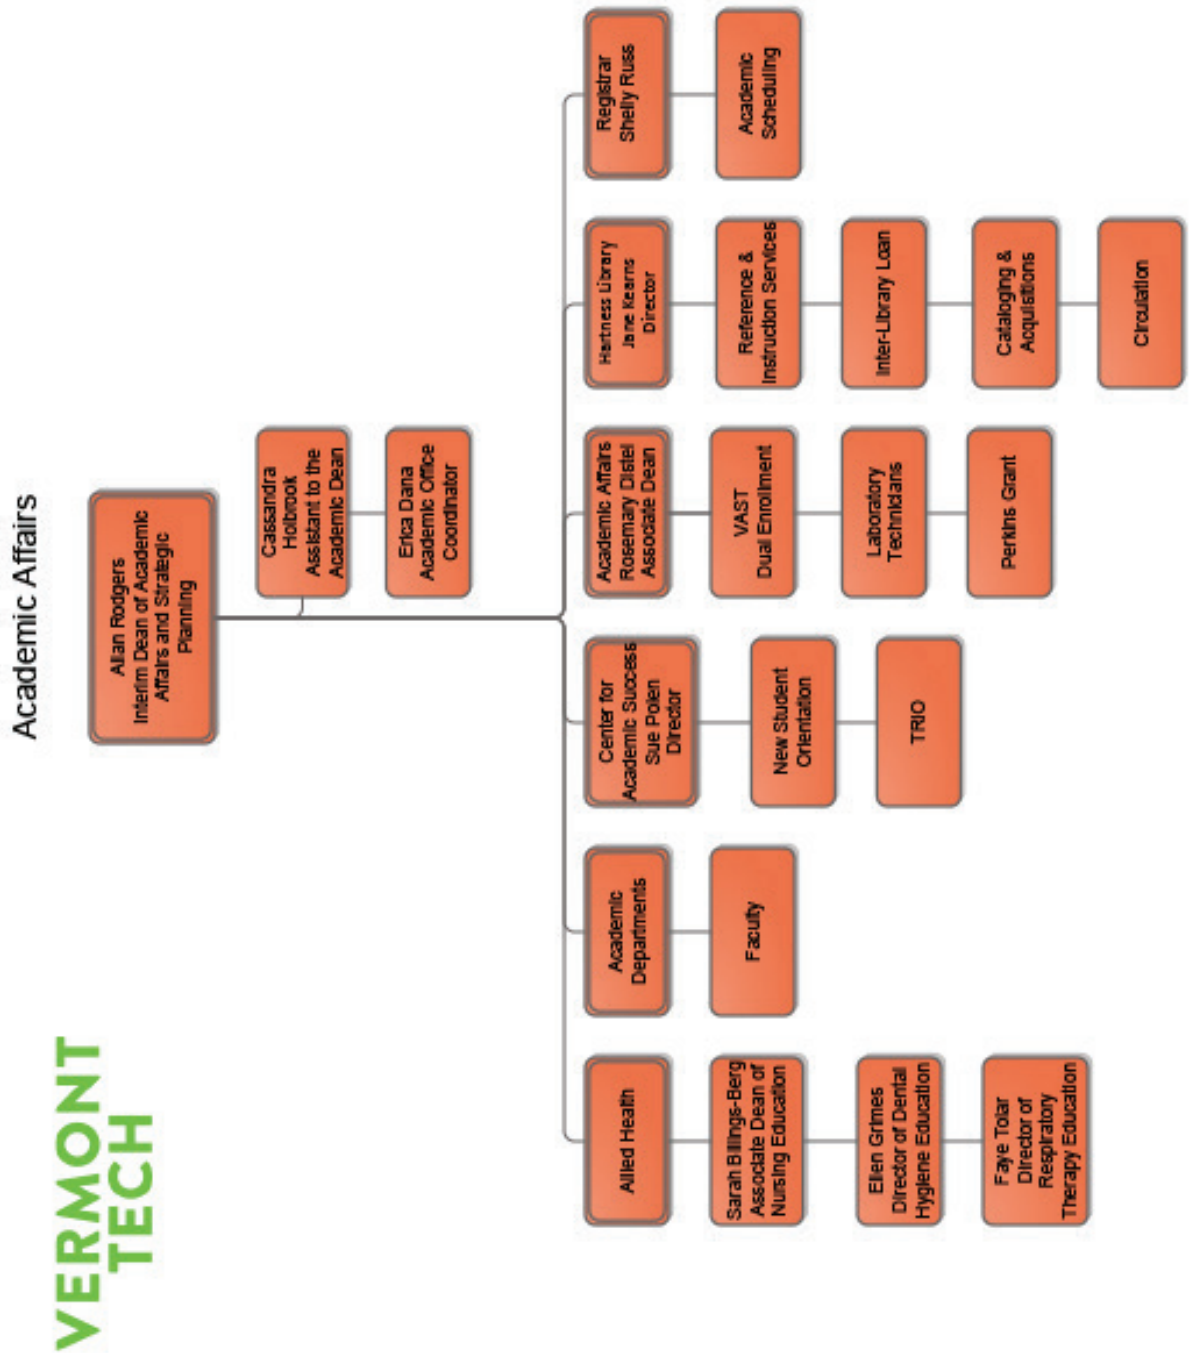 VERMONT
TECH
Academic Affairs
Allan Rodgers
Interim Dean of Academic
Affairs and Strategic
Planning
Cassandra
Holbrook
Assistant to the
Academic Dean
Erica Dana
Academic Office
Coordinator
Allied Health
Sarah Billings-Berg
Associate Dean of
Nursing Education
Ellen Grimes
Director of Dental
Hygiene Education
Faye Tolar
Director of
Respiratory
Therapy Education
Academic
Departments
Faculty
Center for
Academic Success
Sue Polen
Director
New Student
Orientation
TRIO
Academic Affairs
Rosemary Distel
Associate Dean
VAST
Dual Enrollment
Laboratory
Technicians
Perkins Grant
Hartness Library
Jane Kearns
Director
Reference &
Instruction Services
Inter-Library Loan
Cataloging &
Acquisitions
Circulation
Registrar
Shelly Russ
Academic
Scheduling